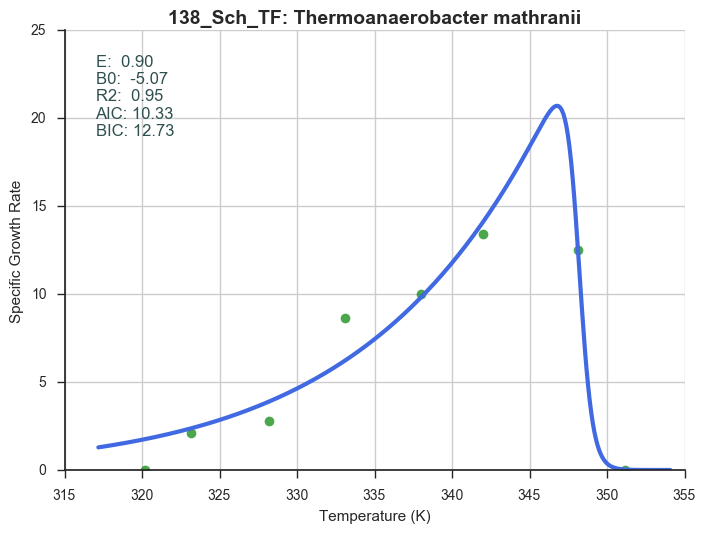 138_Sch_TF: Thermoanaerobacter mathranii
E: 0.90
B0: -5.07
R2: 0.95
AIC: 10.33
BIC: 12.73
Specific Growth Rate
25
20
15
10
5
0
315 320 325 330 335 340 345 350 355
Temperature (K)